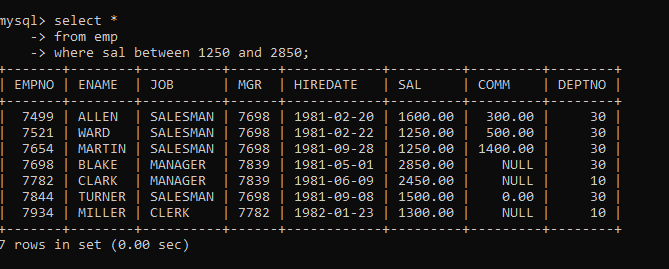 mysql> select *
    -> from emp
    -> where sal between 1250 and 2850;
+-------+--------+----------+------+------------+---------+---------+--------+
| EMPNO | ENAME  | JOB      | MGR  | HIREDATE   | SAL     | COMM    | DEPTNO |
+-------+--------+----------+------+------------+---------+---------+--------+
|  7499 | ALLEN  | SALESMAN | 7698 | 1981-02-20 | 1600.00 |  300.00 |     30 |
|  7521 | WARD   | SALESMAN | 7698 | 1981-02-22 | 1250.00 |  500.00 |     30 |
|  7654 | MARTIN | SALESMAN | 7698 | 1981-09-28 | 1250.00 | 1400.00 |     30 |
|  7698 | BLAKE  | MANAGER  | 7839 | 1981-05-01 | 2850.00 |    NULL |     30 |
|  7782 | CLARK  | MANAGER  | 7839 | 1981-06-09 | 2450.00 |    NULL |     10 |
|  7844 | TURNER | SALESMAN | 7698 | 1981-09-08 | 1500.00 |    0.00 |     30 |
|  7934 | MILLER | CLERK    | 7782 | 1982-01-23 | 1300.00 |    NULL |     10 |
+-------+--------+----------+------+------------+---------+---------+--------+
7 rows in set (0.00 sec)